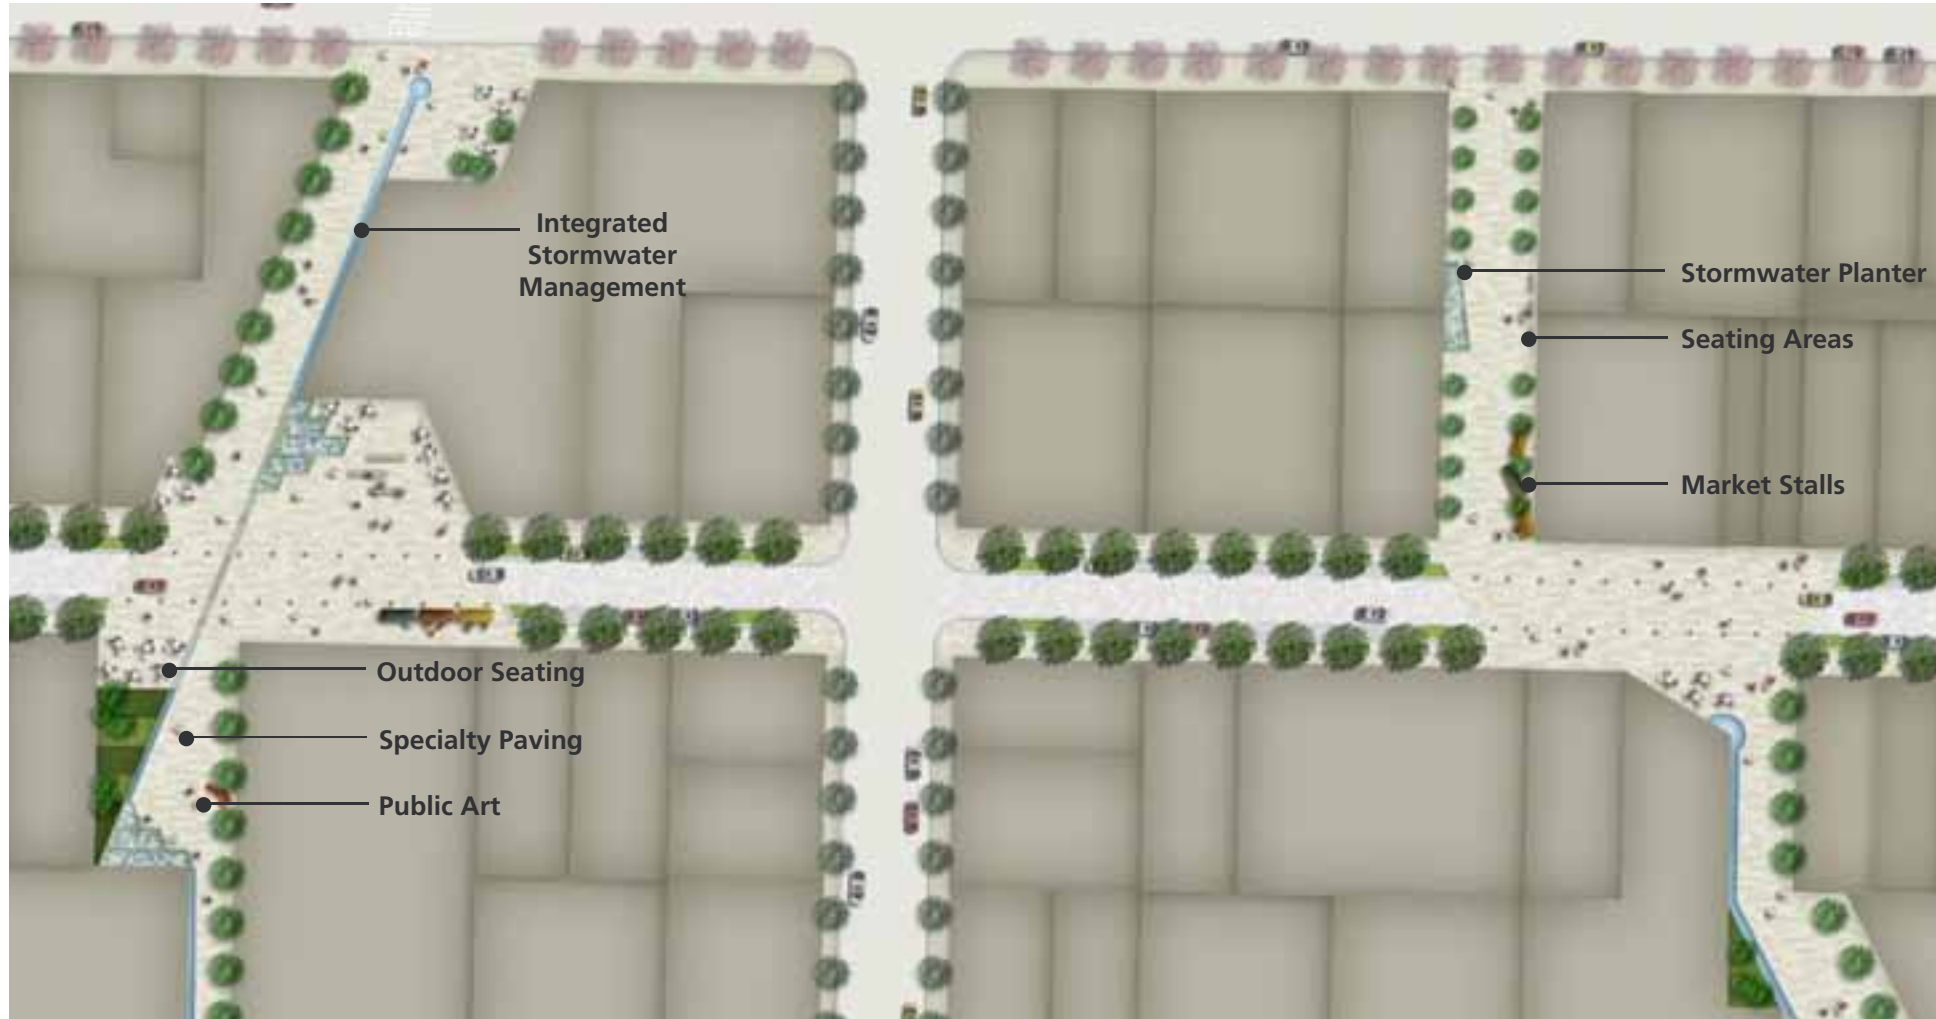 Integrated
Stormwater
Management
Stormwater Planter
Seating Areas
Market Stalls
Outdoor Seating
Specialty Paving
Public Art